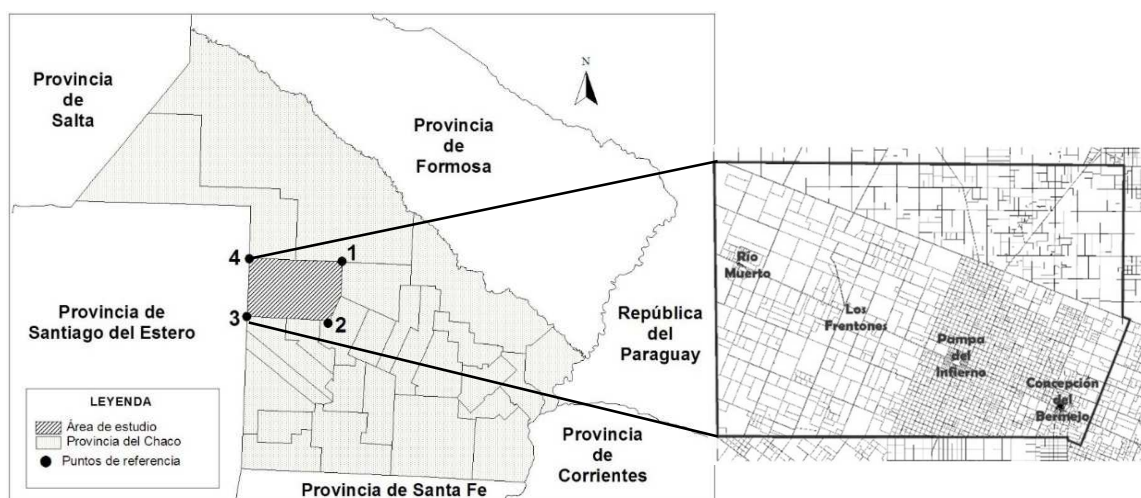 Provincia
de
Salta
N
Provincia
de
Formosa
4
1
3
2
Provincia de
Santiago del Estero
República
del
Paraguay
LEYENDA
Área de estudio
Provincia del Chaco
Puntos de referencia
Provincia
de
Corrientes
Provincia de Santa Fe
Río
Muerto
Los
Frentones
Pampa
del
Infierno
Concepción
del
Bermejo